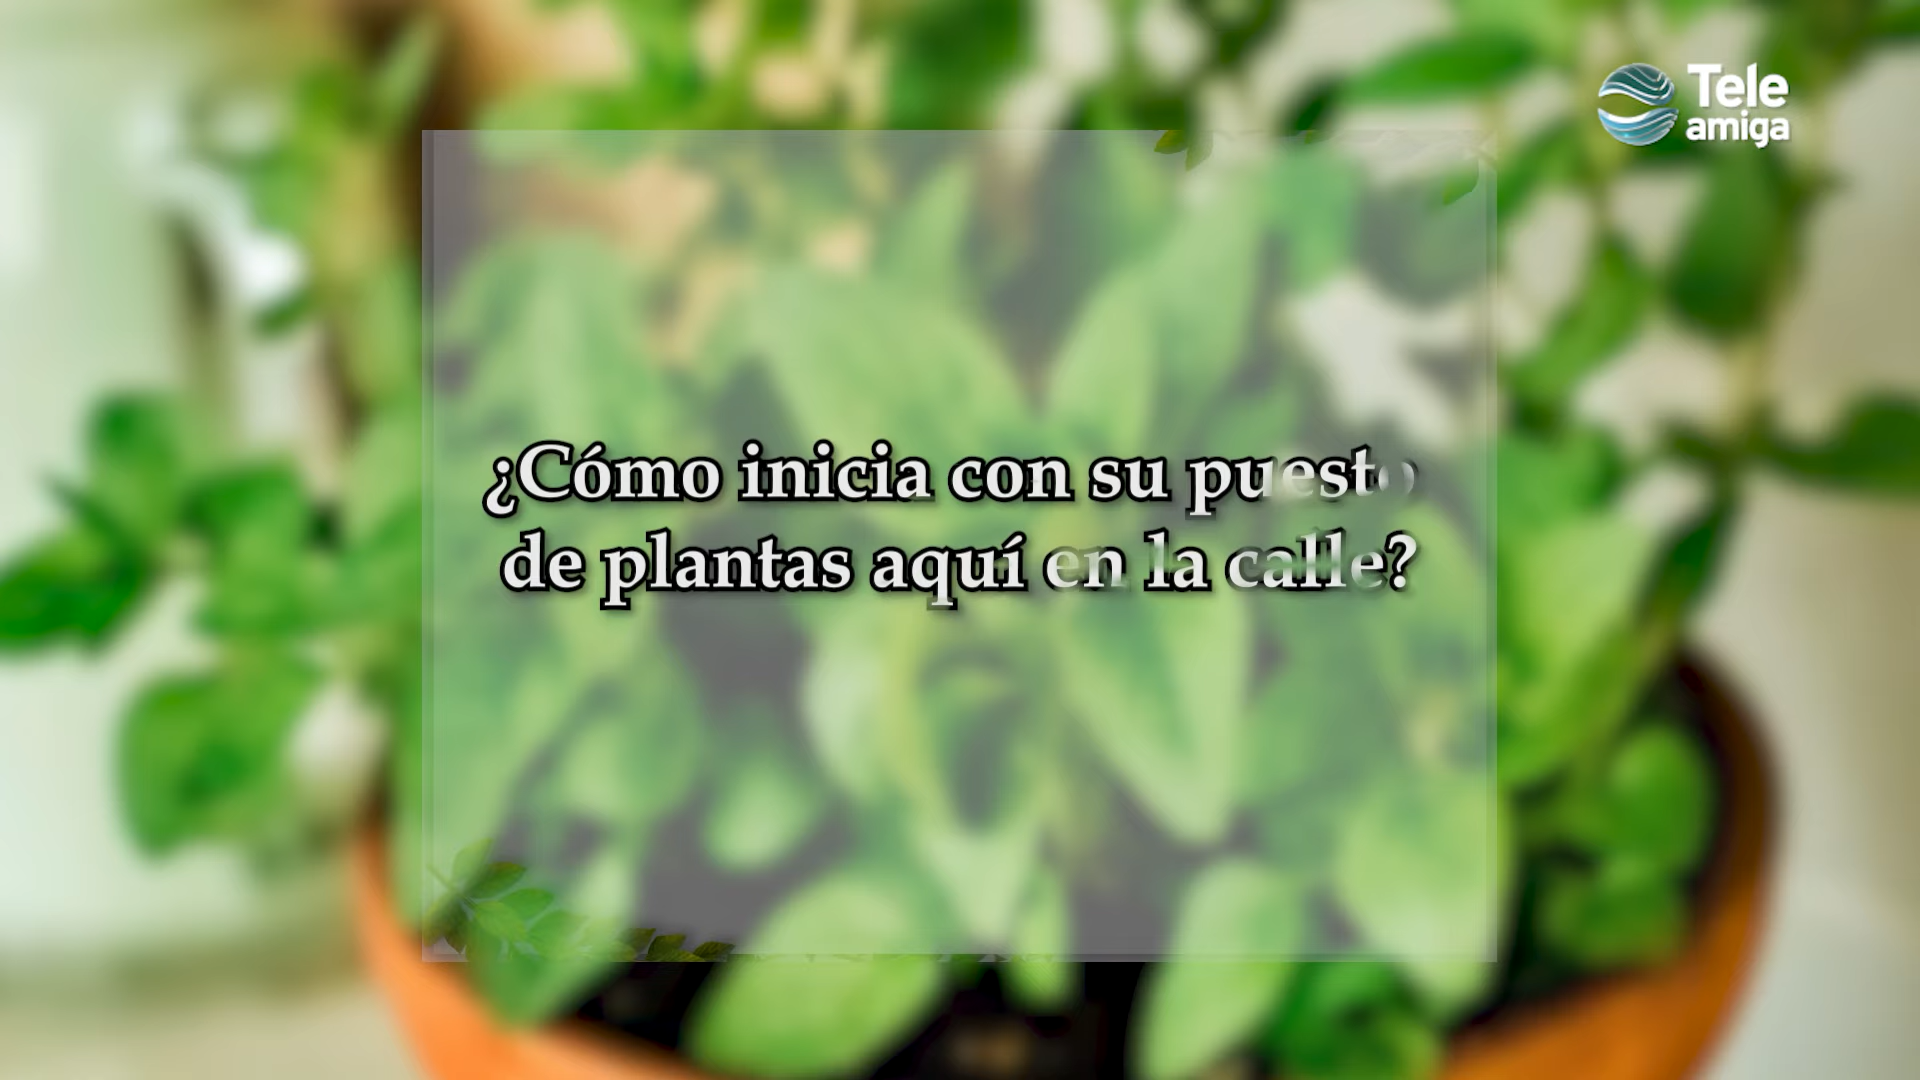 Tele
amiga
¿Cómo inicia con su puesto
de plantas aquí en la calle?